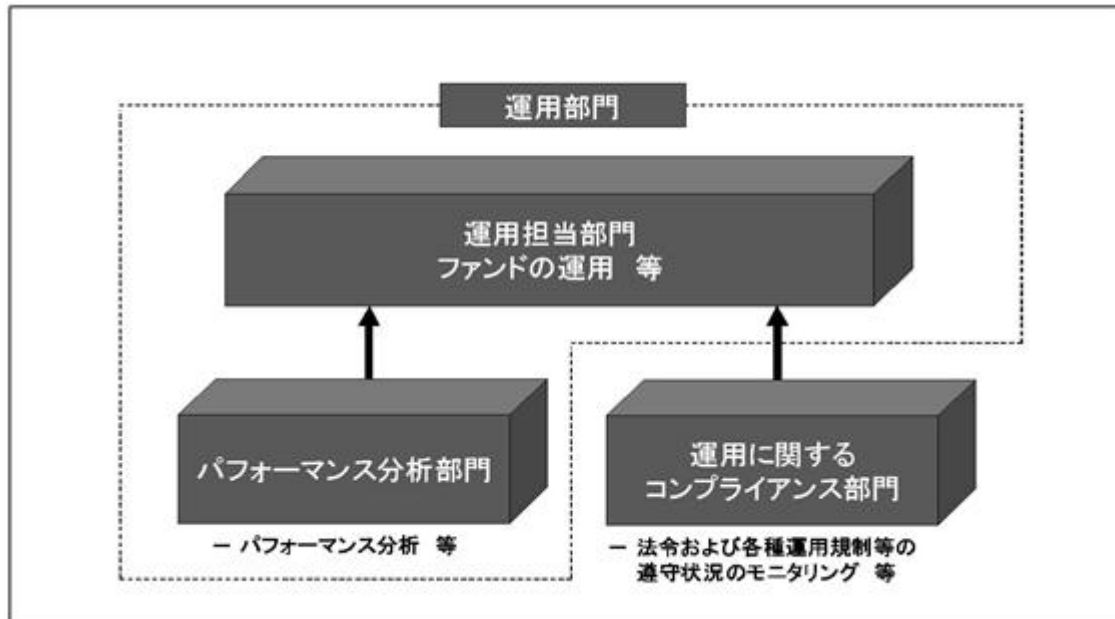 運用部門
運用担当部門
ファンドの運用　等
パフォーマンス分析部門
－ パフォーマンス分析　等
運用に関する
コンプライアンス部門
－ 法令および各種運用規制等の
遵守状況のモニタリング　等